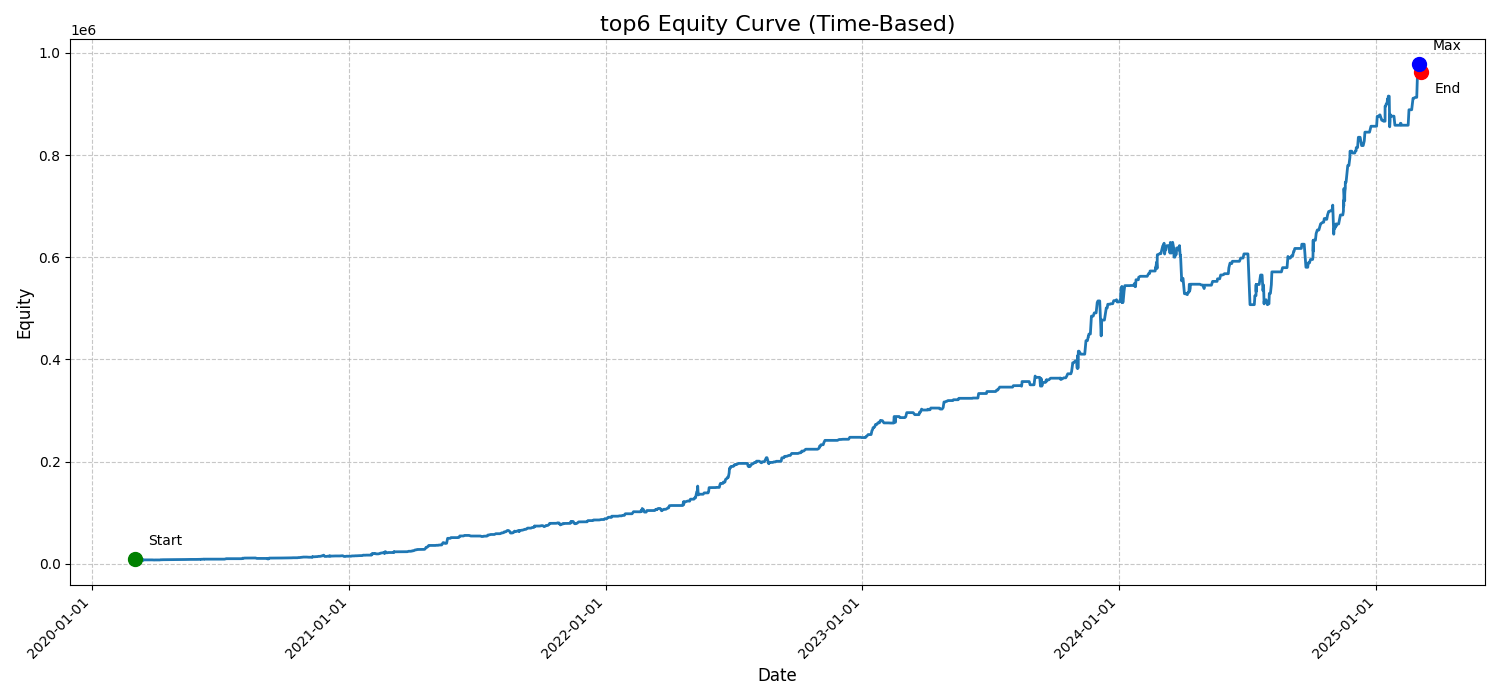 top6 Equity Curve (Time-Based)
1e6
1.0
0.8
0.6
0.4
0.2
0.0
Equity
Start
Max
End
2020-01-01
2021-01-01
2022-01-01
2023-01-01
2024-01-01
2025-01-01
Date